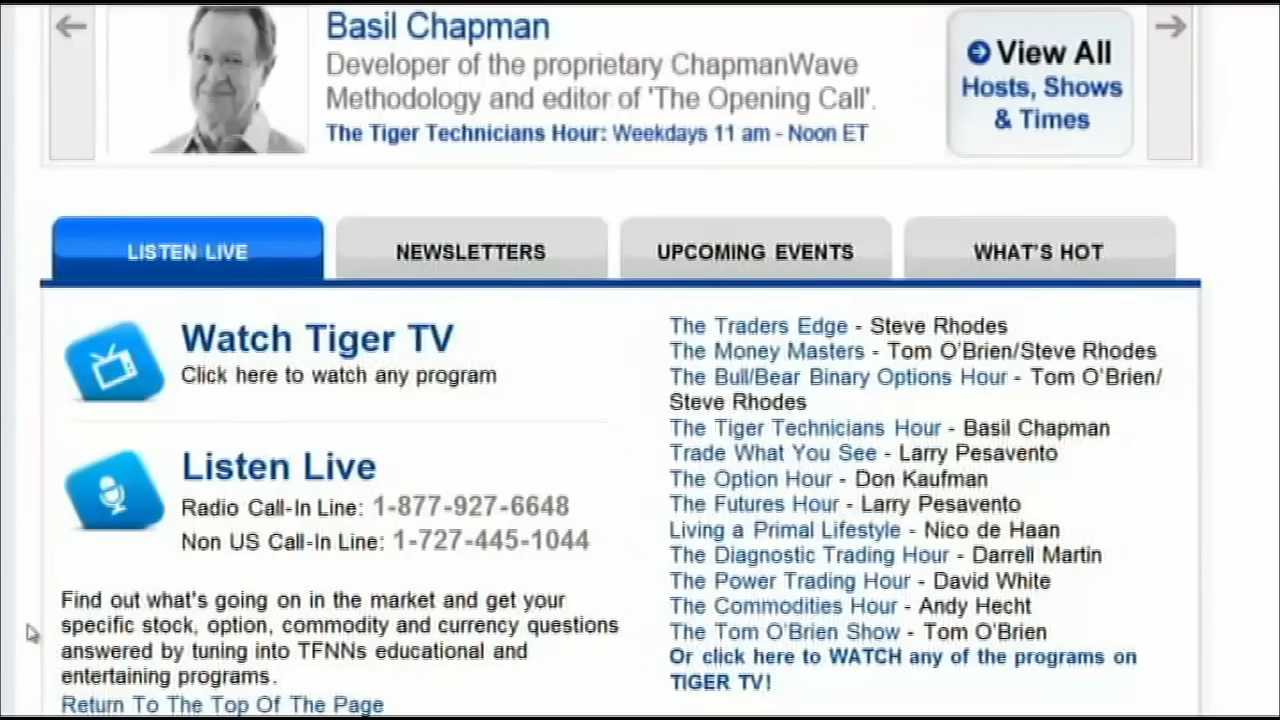 Basil Chapman
Developer of the proprietary ChapmanWave
Methodology and editor of 'The Opening Call'.
The Tiger Technicians Hour: Weekdays 11 am - Noon ET
View All
Hosts, Shows
& Times
LISTEN LIVE
NEWSLETTERS
UPCOMING EVENTS
WHAT'S HOT
Watch Tiger TV
Click here to watch any program
Listen Live
Radio Call-In Line: 1-877-927-6648
Non US Call-In Line: 1-727-445-1044
Find out what's going on in the market and get your
specific stock, option, commodity and currency questions
answered by tuning into TFNNs educational and
entertaining programs.
Return To The Top Of The Page
The Traders Edge - Steve Rhodes
The Money Masters - Tom O'Brien/Steve Rhodes
The Bull/Bear Binary Options Hour - Tom O'Brien/
Steve Rhodes
The Tiger Technicians Hour - Basil Chapman
Trade What You See - Larry Pesavento
The Option Hour - Don Kaufman
The Futures Hour - Larry Pesavento
Living a Primal Lifestyle - Nico de Haan
The Diagnostic Trading Hour - Darrell Martin
The Power Trading Hour - David White
The Commodities Hour - Andy Hecht
The Tom O'Brien Show - Tom O'Brien
Or click here to WATCH any of the programs on
TIGER TV!